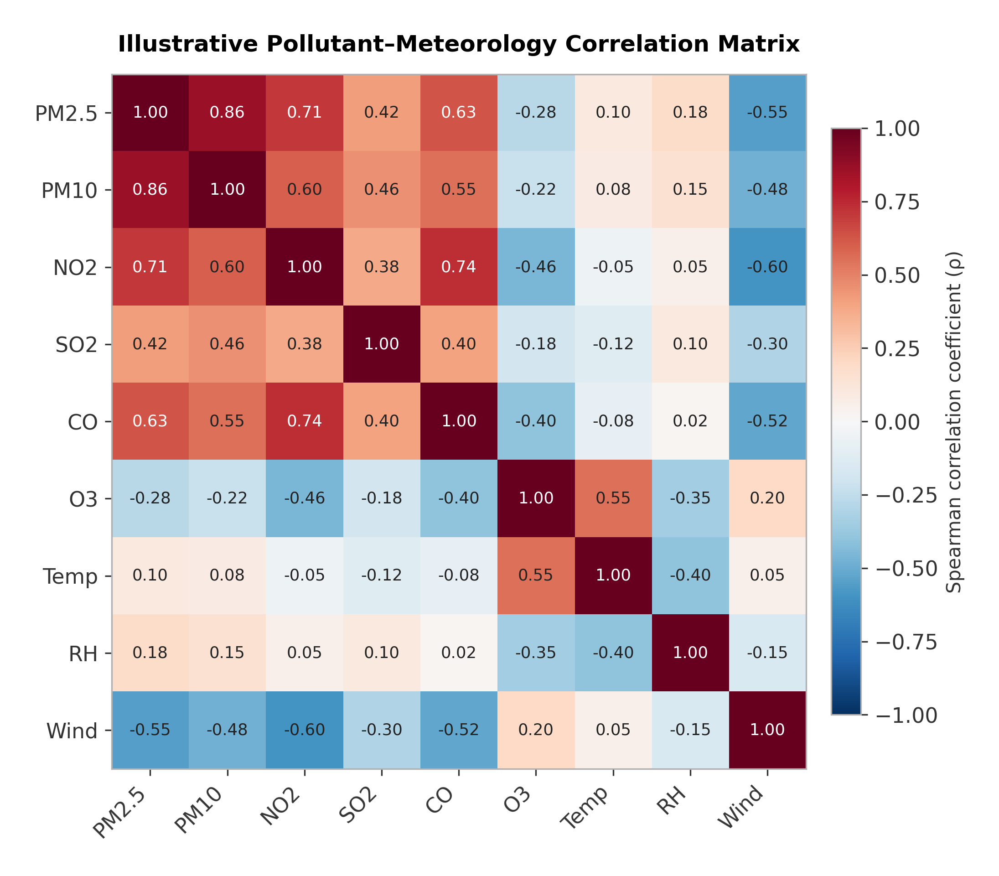 Illustrative Pollutant–Meteorology Correlation Matrix
PM2.5 1.00 0.86 0.71 0.42 0.63 -0.28 0.10 0.18 -0.55
PM10 0.86 1.00 0.60 0.46 0.55 -0.22 0.08 0.15 -0.48
NO2 0.71 0.60 1.00 0.38 0.74 -0.46 -0.05 0.05 -0.60
SO2 0.42 0.46 0.38 1.00 0.40 -0.18 -0.12 0.10 -0.30
CO 0.63 0.55 0.74 0.40 1.00 -0.40 -0.08 0.02 -0.52
O3 -0.28 -0.22 -0.46 -0.18 -0.40 1.00 0.55 -0.35 0.20
Temp 0.10 0.08 -0.05 -0.12 -0.08 0.55 1.00 -0.40 0.05
RH 0.18 0.15 0.05 0.10 0.02 -0.35 -0.40 1.00 -0.15
Wind -0.55 -0.48 -0.60 -0.30 -0.52 0.20 0.05 -0.15 1.00
PM2.5 PM10 NO2 SO2 CO O3 Temp RH Wind
1.00
0.75
0.50
0.25
0.00
−0.25
−0.50
−0.75
−1.00
Spearman correlation coefficient (ρ)